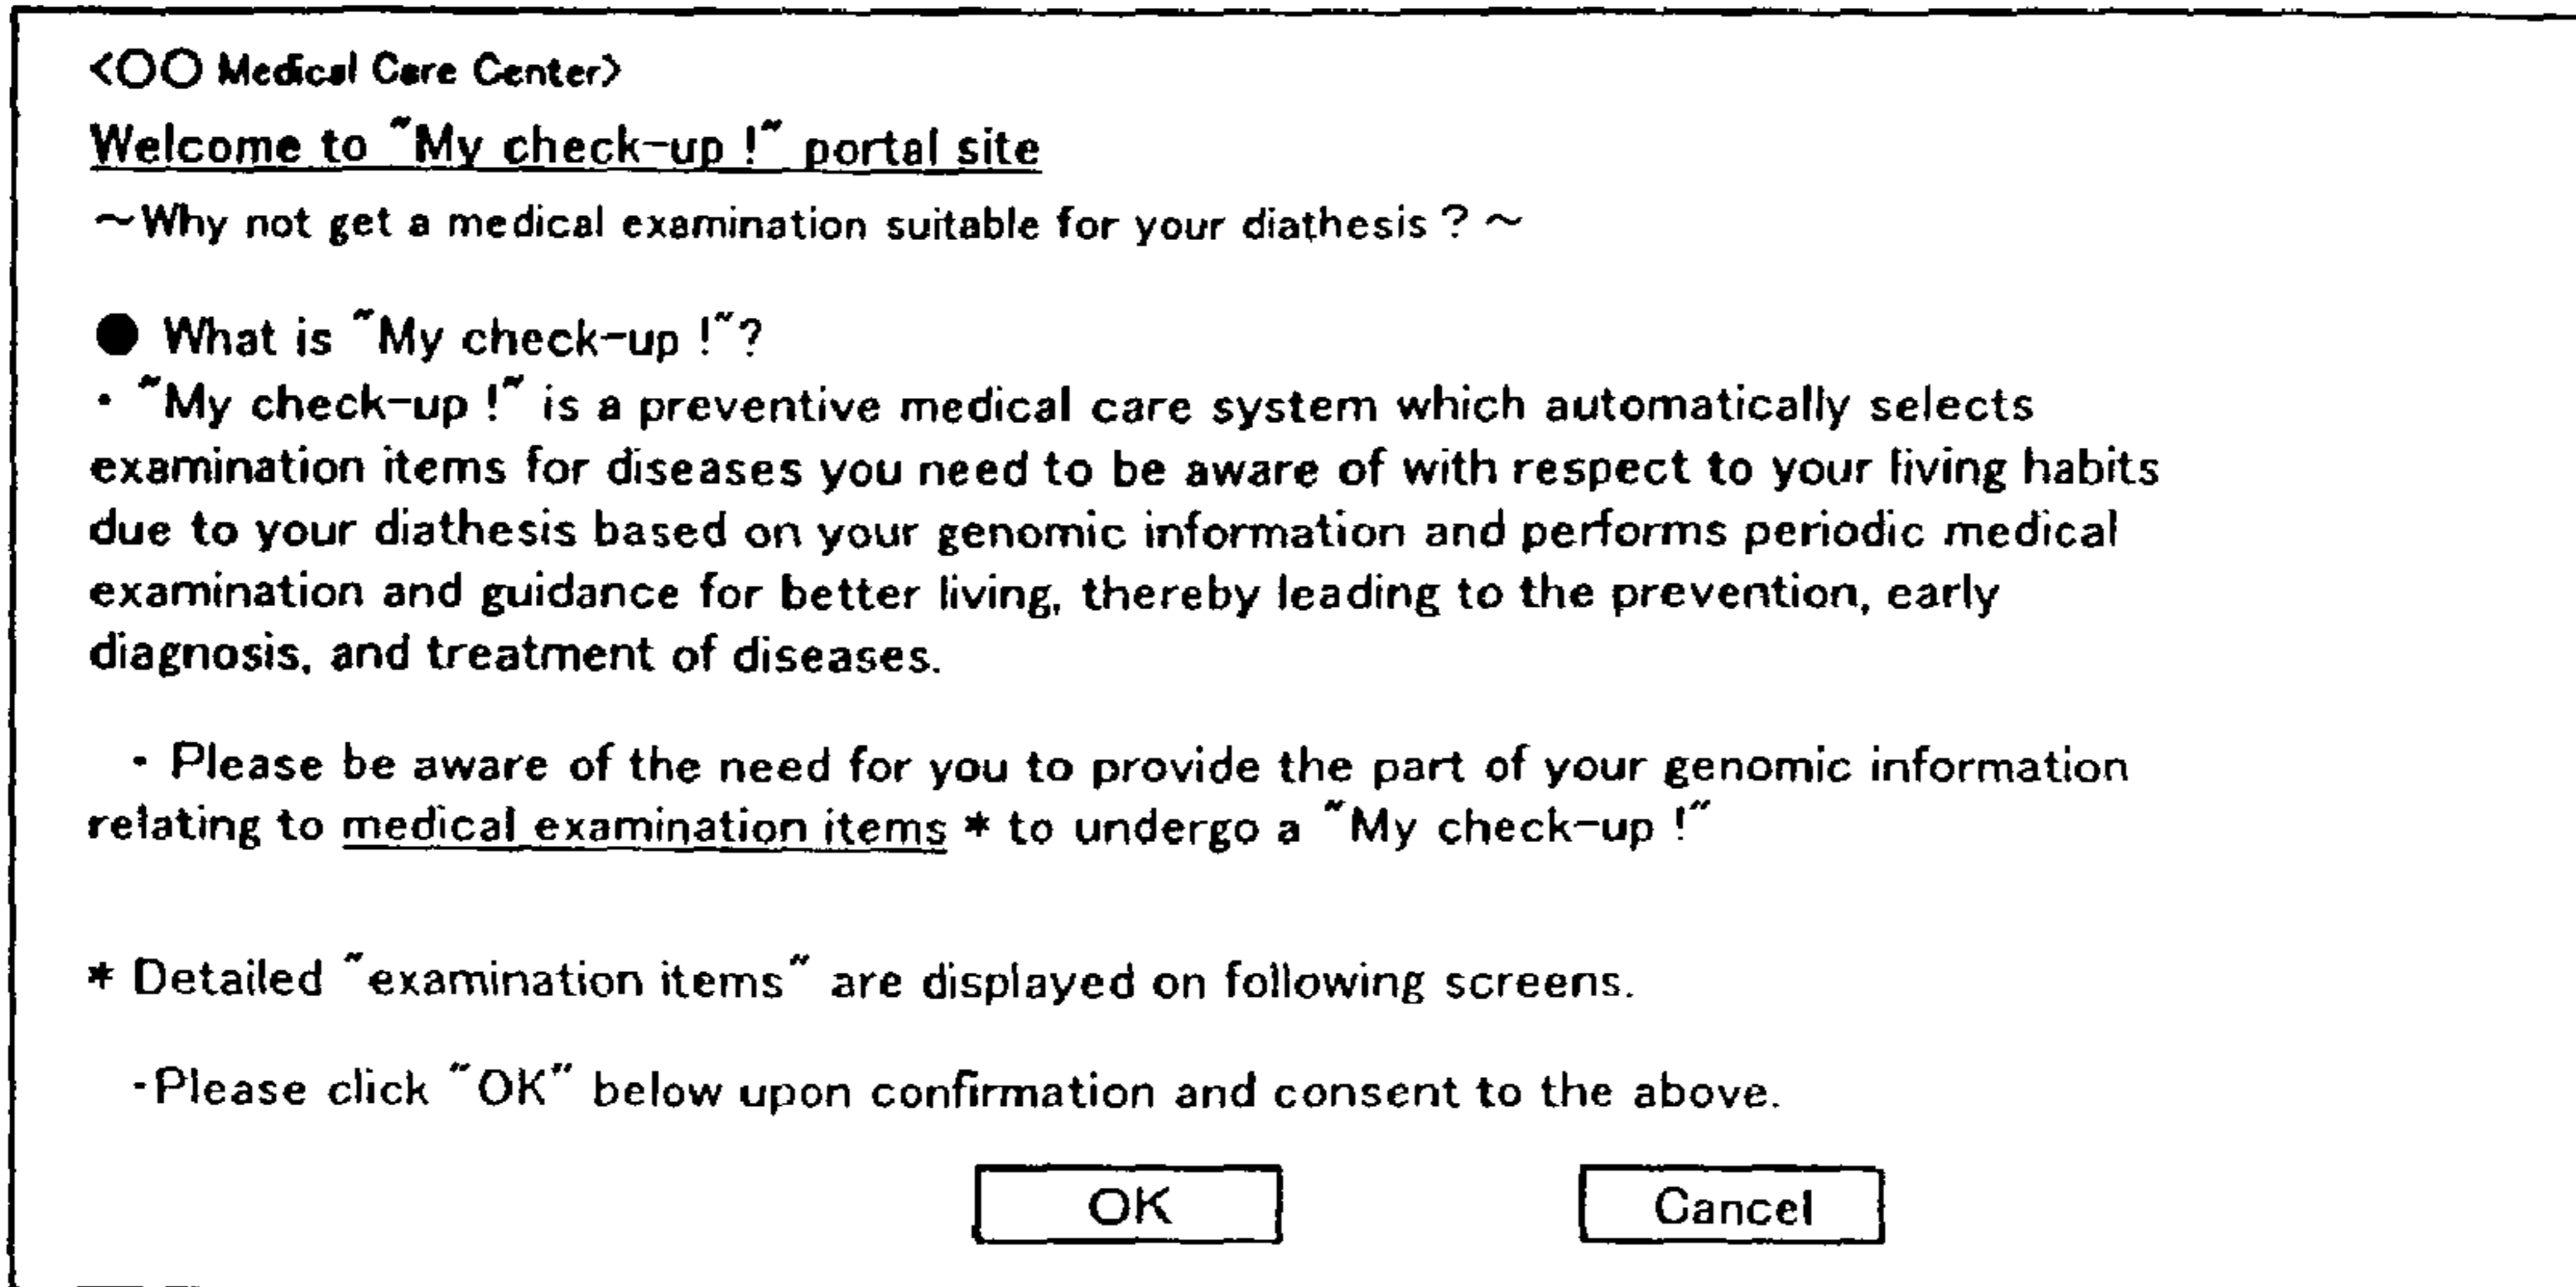 <○○ Medical Care Center>
Welcome to "My check-up !" portal site
~Why not get a medical examination suitable for your diathesis ? ~
● What is "My check-up !"?
・ "My check-up !" is a preventive medical care system which automatically selects
examination items for diseases you need to be aware of with respect to your living habits
due to your diathesis based on your genomic information and performs periodic medical
examination and guidance for better living, thereby leading to the prevention, early
diagnosis, and treatment of diseases.
- Please be aware of the need for you to provide the part of your genomic information
relating to medical examination items * to undergo a "My check-up !"
* Detailed "examination items" are displayed on following screens.
-Please click "OK" below upon confirmation and consent to the above.
OK Cancel